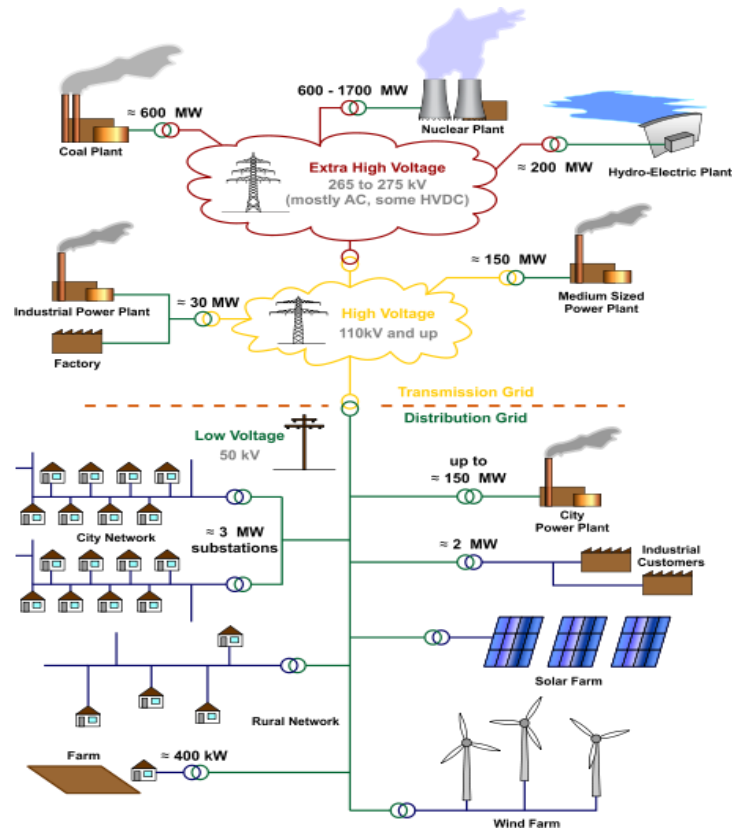 600 - 1700 MW
≈ 600 MW
Coal Plant
Nuclear Plant
Extra High Voltage
265 to 275 kV
(mostly AC, some HVDC)
≈ 200 MW
Hydro-Electric Plant
≈ 150 MW
Medium Sized
Power Plant
≈ 30 MW
Industrial Power Plant
Factory
High Voltage
110kV and up
Transmission Grid
Distribution Grid
Low Voltage
50 kV
up to
≈ 150 MW
City
Power Plant
City Network
≈ 3 MW
substations
≈ 2 MW
Industrial
Customers
Solar Farm
Rural Network
Farm
≈ 400 kW
Wind Farm